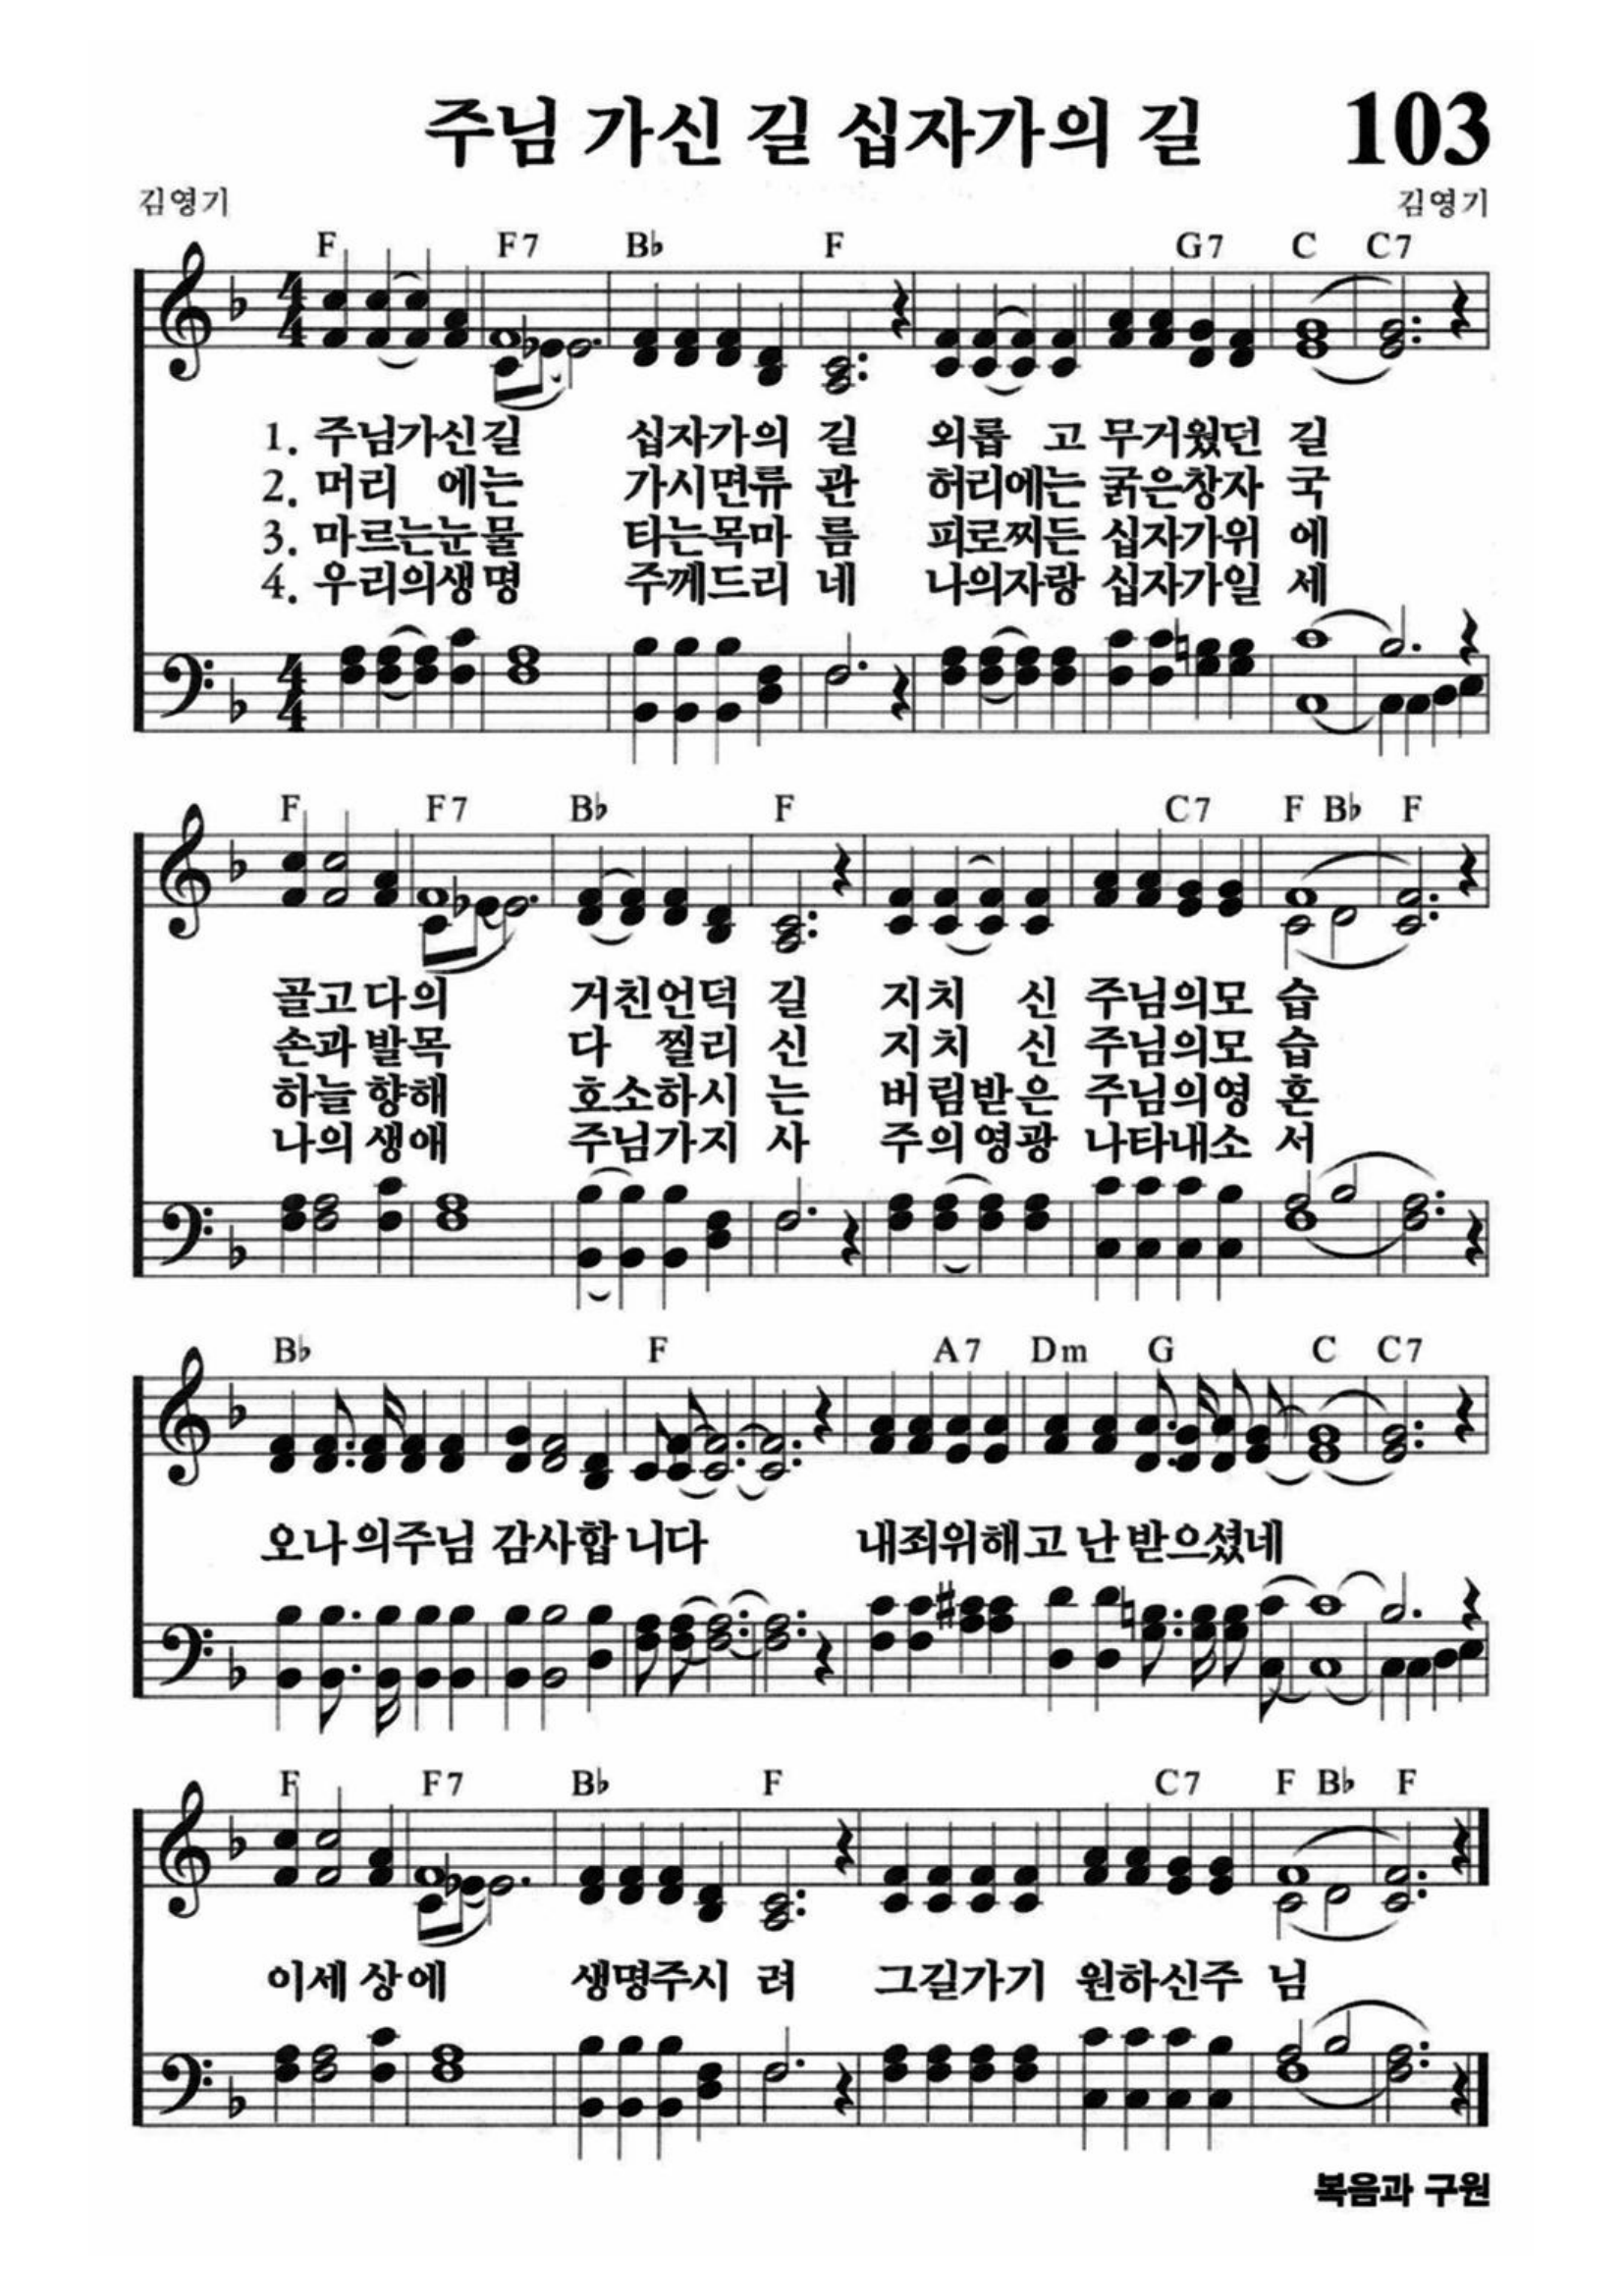 주님 가신 길 십자가의 길 103
김영기 김영기
F F7 B♭ F G7 C C7
1. 주님가신길 십자가의 길 외롭 고 무거웠던 길
2. 머리 에는 가시면류 관 허리에는 굵은창자 국
3. 마르는눈물 타는목마 름 피로찌든 십자가위 에
4. 우리의생명 주께드리 네 나의자랑 십자가일 세
F F7 B♭ F C7 F B♭ F
골고다의 거친언덕 길 지치 신 주님의모 습
손과발목 다 찔리 신 지치 신 주님의모 습
하늘향해 호소하시 는 버림받은 주님의영 혼
나의생애 주님가지 사 주의영광 나타내소 서
B♭ F A7 Dm G C C7
오나의주님 감사합니다 내죄위해고난받으셨네
F F7 B♭ F C7 F B♭ F
이세상에 생명주시 려 그길가기 원하신주 님
복음과 구원